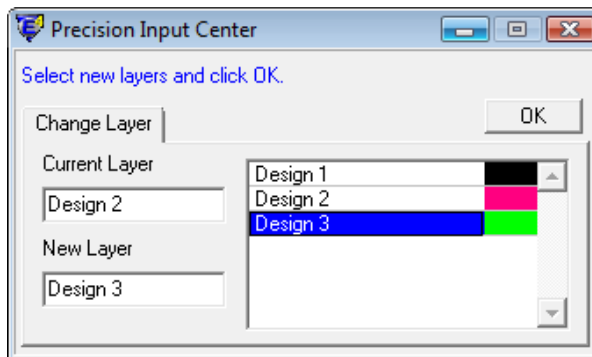 Precision Input Center
Select new layers and click OK.
Change Layer
OK
Current Layer
Design 2
New Layer
Design 3
Design 1
Design 2
Design 3